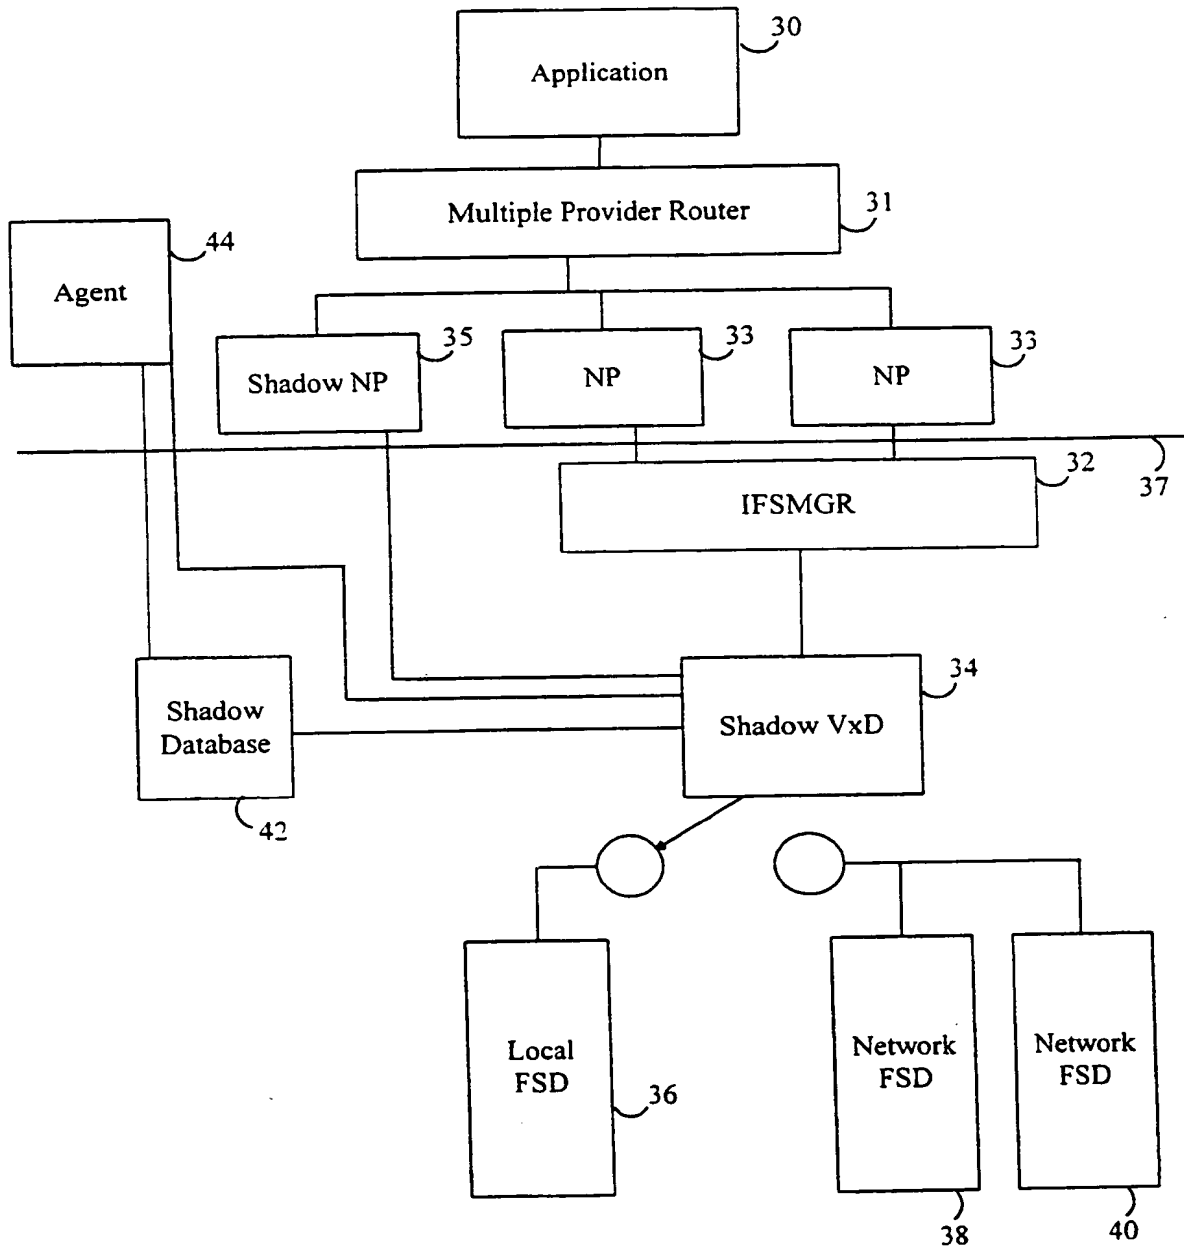 30
Application
Multiple Provider Router
31
44
Agent
35
Shadow NP
33
NP
33
NP
37
32
IFSMGR
34
Shadow VxD
Shadow
Database
42
Local
FSD
36
Network
FSD
38
Network
FSD
40